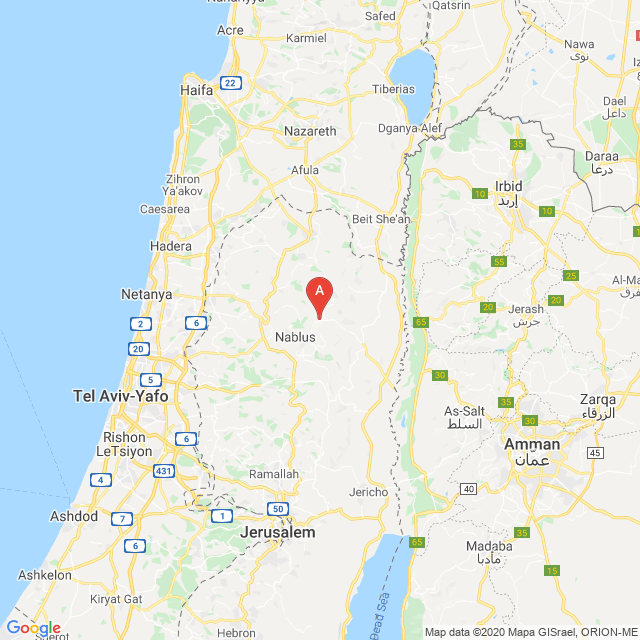 Nahariyya
Safed
Qatsrin
Acre
Karmiel
Nawa
نوى
22
Haifa
Tiberias
Dael
داعل
Nazareth
Dganya Alef
35
Daraa
درعا
Afula
Zihron
Ya'akov
10
Irbid
إربد
Caesarea
Beit She'an
10
Hadera
55
25
Al-Ma
المفرق
A
Netanya
20
20
Jerash
جرش
2
6
65
20
Nablus
5
30
Tel Aviv-Yafo
As-Salt
السلط
35
Zarqa
الزرقاء
30
Rishon
LeTsiyon
6
Amman
عمان
45
431
4
Ramallah
Jericho
40
Ashdod
7
1
50
Jerusalem
35
6
65
Madaba
مأدبا
15
Ashkelon
Kiryat Gat
Dead Sea
Google
Sderot
Hebron
Map data ©2020 Mapa GISrael, ORION-ME